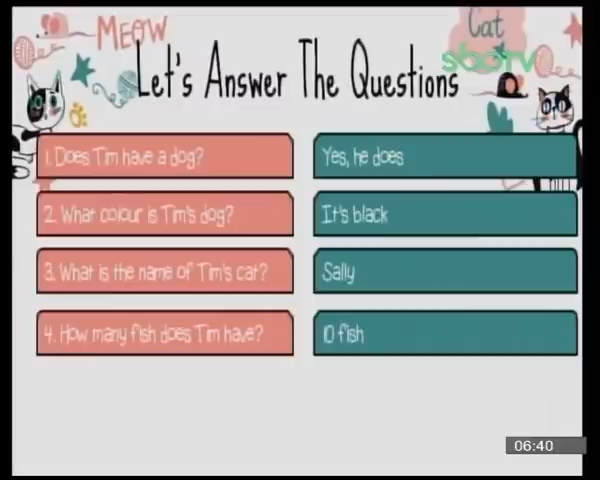 MEOW
Cat
sbotv
Let's Answer The Questions
1. Does Tim have a dog?
Yes, he does
2. What colour is Tim's dog?
It's black
3. What is the name of Tim's cat?
Sally
4. How many fish does Tim have?
10 fish
06:40